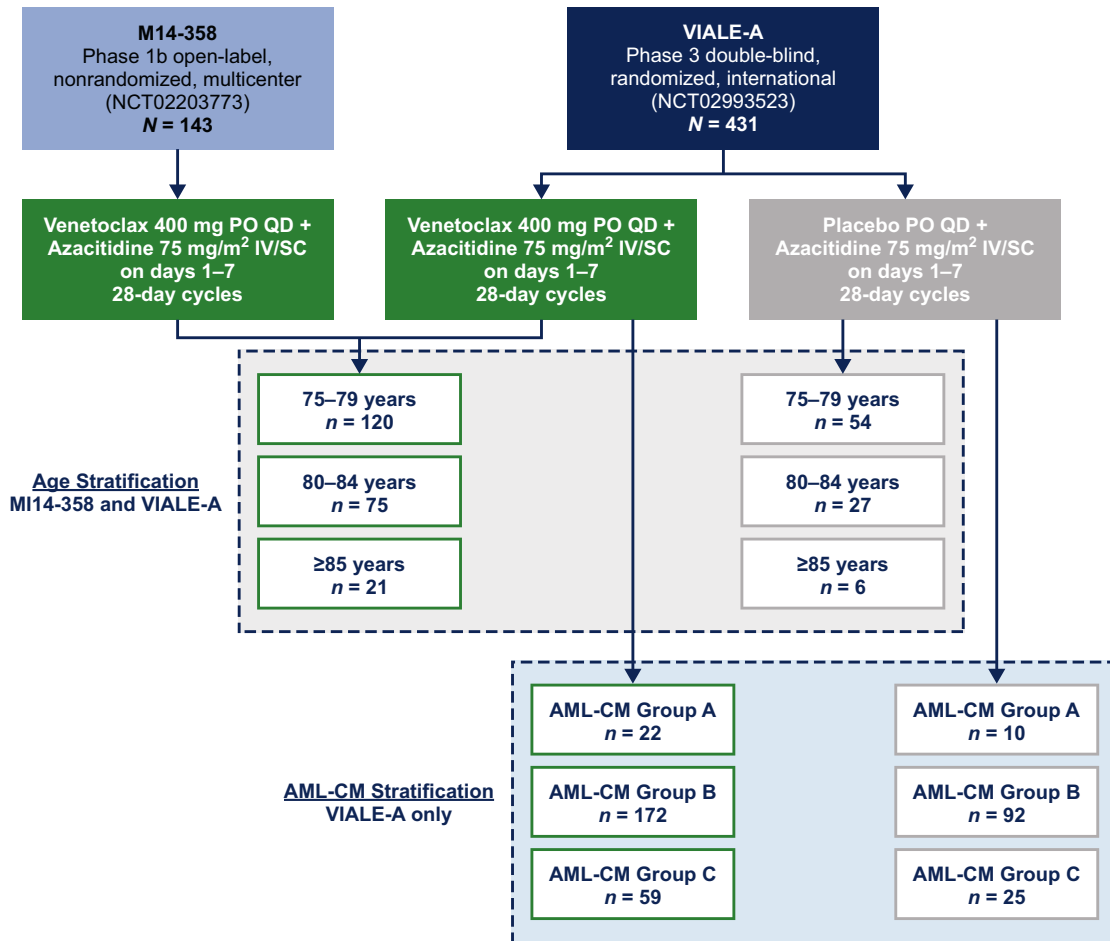 M14-358
Phase 1b open-label,
nonrandomized, multicenter
(NCT02203773)
N = 143
VIALE-A
Phase 3 double-blind,
randomized, international
(NCT02993523)
N = 431
Venetoclax 400 mg PO QD +
Azacitidine 75 mg/m² IV/SC
on days 1–7
28-day cycles
Venetoclax 400 mg PO QD +
Azacitidine 75 mg/m² IV/SC
on days 1–7
28-day cycles
Placebo PO QD +
Azacitidine 75 mg/m² IV/SC
on days 1–7
28-day cycles
Age Stratification
MI14-358 and VIALE-A
75–79 years
n = 120
80–84 years
n = 75
≥85 years
n = 21
75–79 years
n = 54
80–84 years
n = 27
≥85 years
n = 6
AML-CM Stratification
VIALE-A only
AML-CM Group A
n = 22
AML-CM Group B
n = 172
AML-CM Group C
n = 59
AML-CM Group A
n = 10
AML-CM Group B
n = 92
AML-CM Group C
n = 25